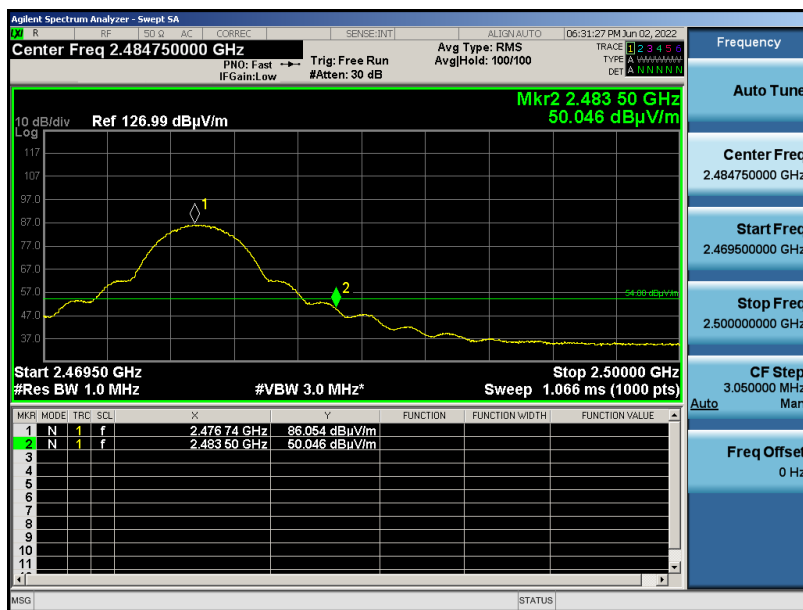 Agilent Spectrum Analyzer - Swept SA
LXI R RF 50 Ω AC CORREC SENSE:INT ALIGN AUTO 06:31:27 PM Jun 02, 2022
Center Freq 2.484750000 GHz
PNO: Fast
IFGain:Low
Trig: Free Run
#Atten: 30 dB
Avg Type: RMS
Avg|Hold: 100/100
TRACE 1 2 3 4 5 6
TYPE A
DET A N N N N N
Mkr2 2.483 50 GHz
50.046 dBµV/m
10 dB/div Ref 126.99 dBµV/m
Log
117
107
97.0
87.0
77.0
67.0
57.0
47.0
37.0
1
2
54.00 dBµV/m
Start 2.46950 GHz Stop 2.50000 GHz
#Res BW 1.0 MHz #VBW 3.0 MHz* Sweep 1.066 ms (1000 pts)
MKR MODE TRC SCL X Y FUNCTION FUNCTION WIDTH FUNCTION VALUE
1 N 1 f 2.476 74 GHz 86.054 dBµV/m
2 N 1 f 2.483 50 GHz 50.046 dBµV/m
3
4
5
6
7
8
9
10
11
MSG STATUS
Frequency
Auto Tune
Center Freq
2.484750000 GHz
Start Freq
2.469500000 GHz
Stop Freq
2.500000000 GHz
CF Step
3.050000 MHz
Auto Man
Freq Offset
0 Hz